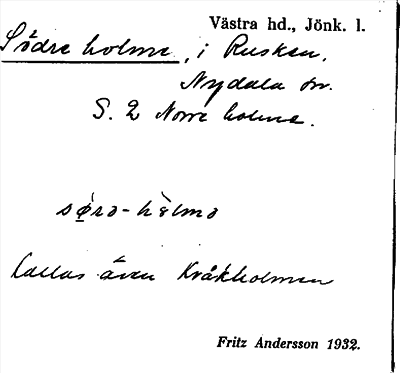 Västra hd., Jönk. l.
Södre holme, i Rusken,
Nydala sn.
S. 2 Norre holme.
Kallas även Kråkholmen
Fritz Andersson 1932.